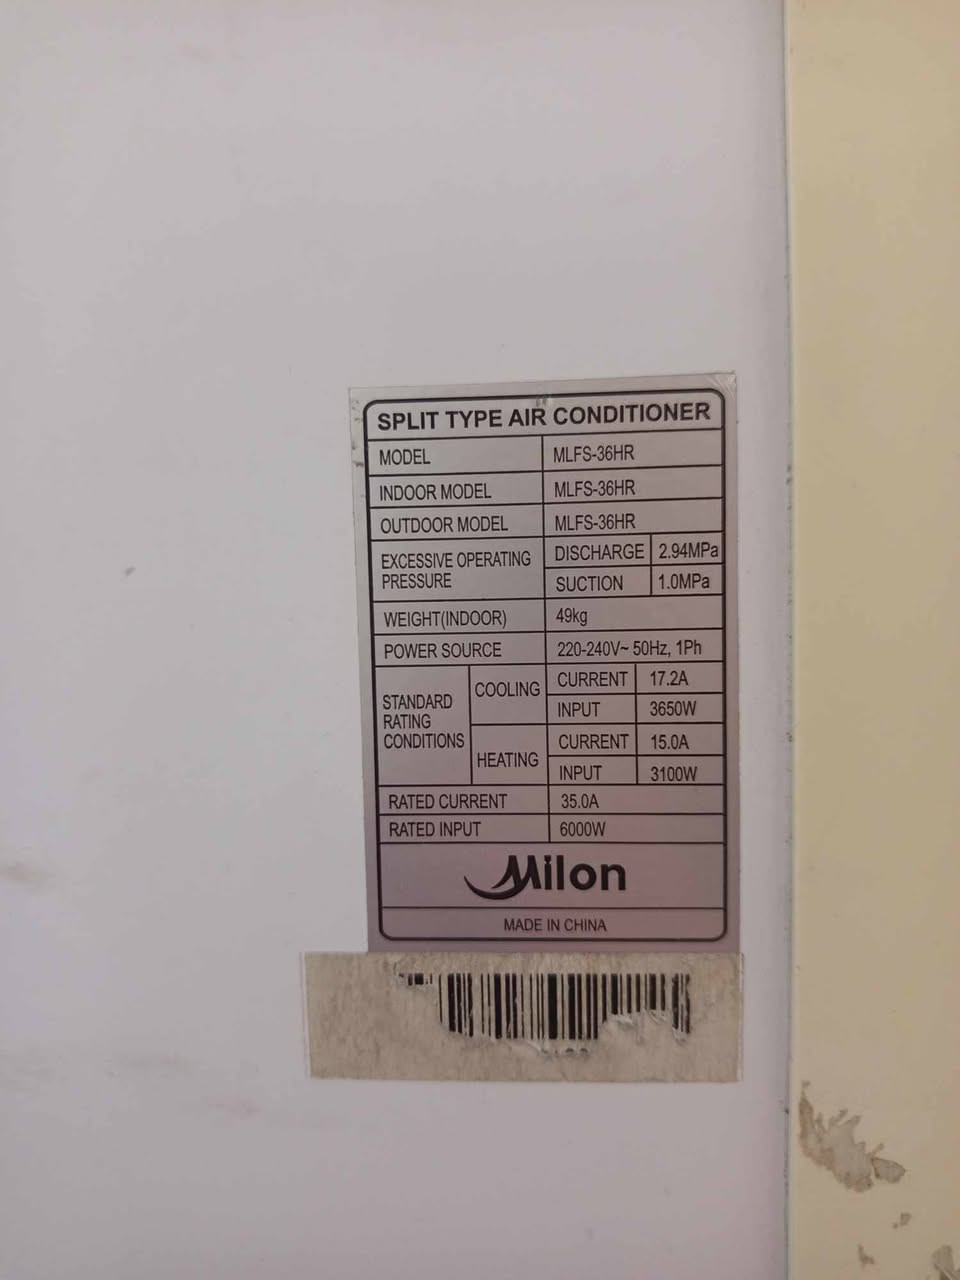 SPLIT TYPE AIR CONDITIONER
MODEL MLFS-36HR
INDOOR MODEL MLFS-36HR
OUTDOOR MODEL MLFS-36HR
EXCESSIVE OPERATING PRESSURE DISCHARGE 2.94MPa
SUCTION 1.0MPa
WEIGHT(INDOOR) 49kg
POWER SOURCE 220-240V~ 50Hz, 1Ph
STANDARD RATING CONDITIONS COOLING CURRENT 17.2A
INPUT 3650W
HEATING CURRENT 15.0A
INPUT 3100W
RATED CURRENT 35.0A
RATED INPUT 6000W
Milon
MADE IN CHINA